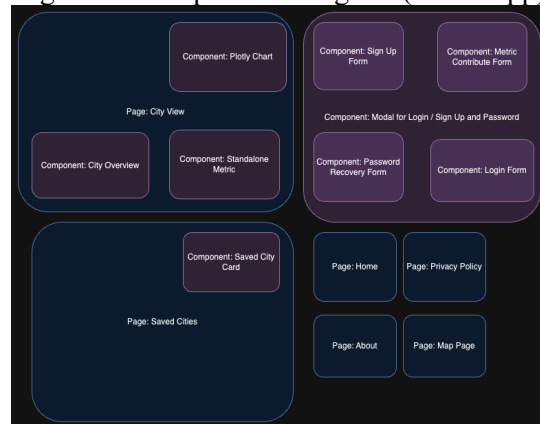 Component: Plotly Chart
Page: City View
Component: City Overview
Component: Standalone
Metric
Component: Sign Up
Form
Component: Metric
Contribute Form
Component: Modal for Login / Sign Up and Password
Component: Password
Recovery Form
Component: Login Form
Component: Saved City
Card
Page: Saved Cities
Page: Home
Page: Privacy Policy
Page: About
Page: Map Page